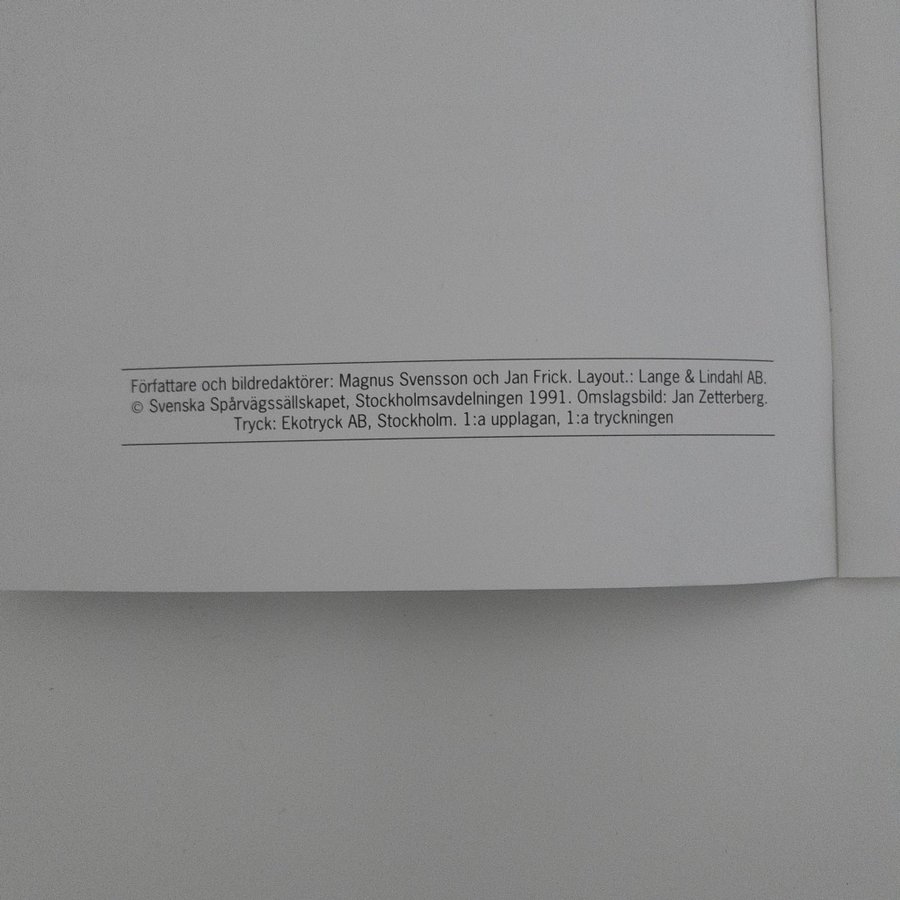 Författare och bildredaktörer: Magnus Svensson och Jan Frick. Layout.: Lange & Lindahl AB.
© Svenska Spårvägssällskapet, Stockholmsavdelningen 1991. Omslagsbild: Jan Zetterberg.
Tryck: Ekotryck AB, Stockholm. 1:a upplagan, 1:a tryckningen